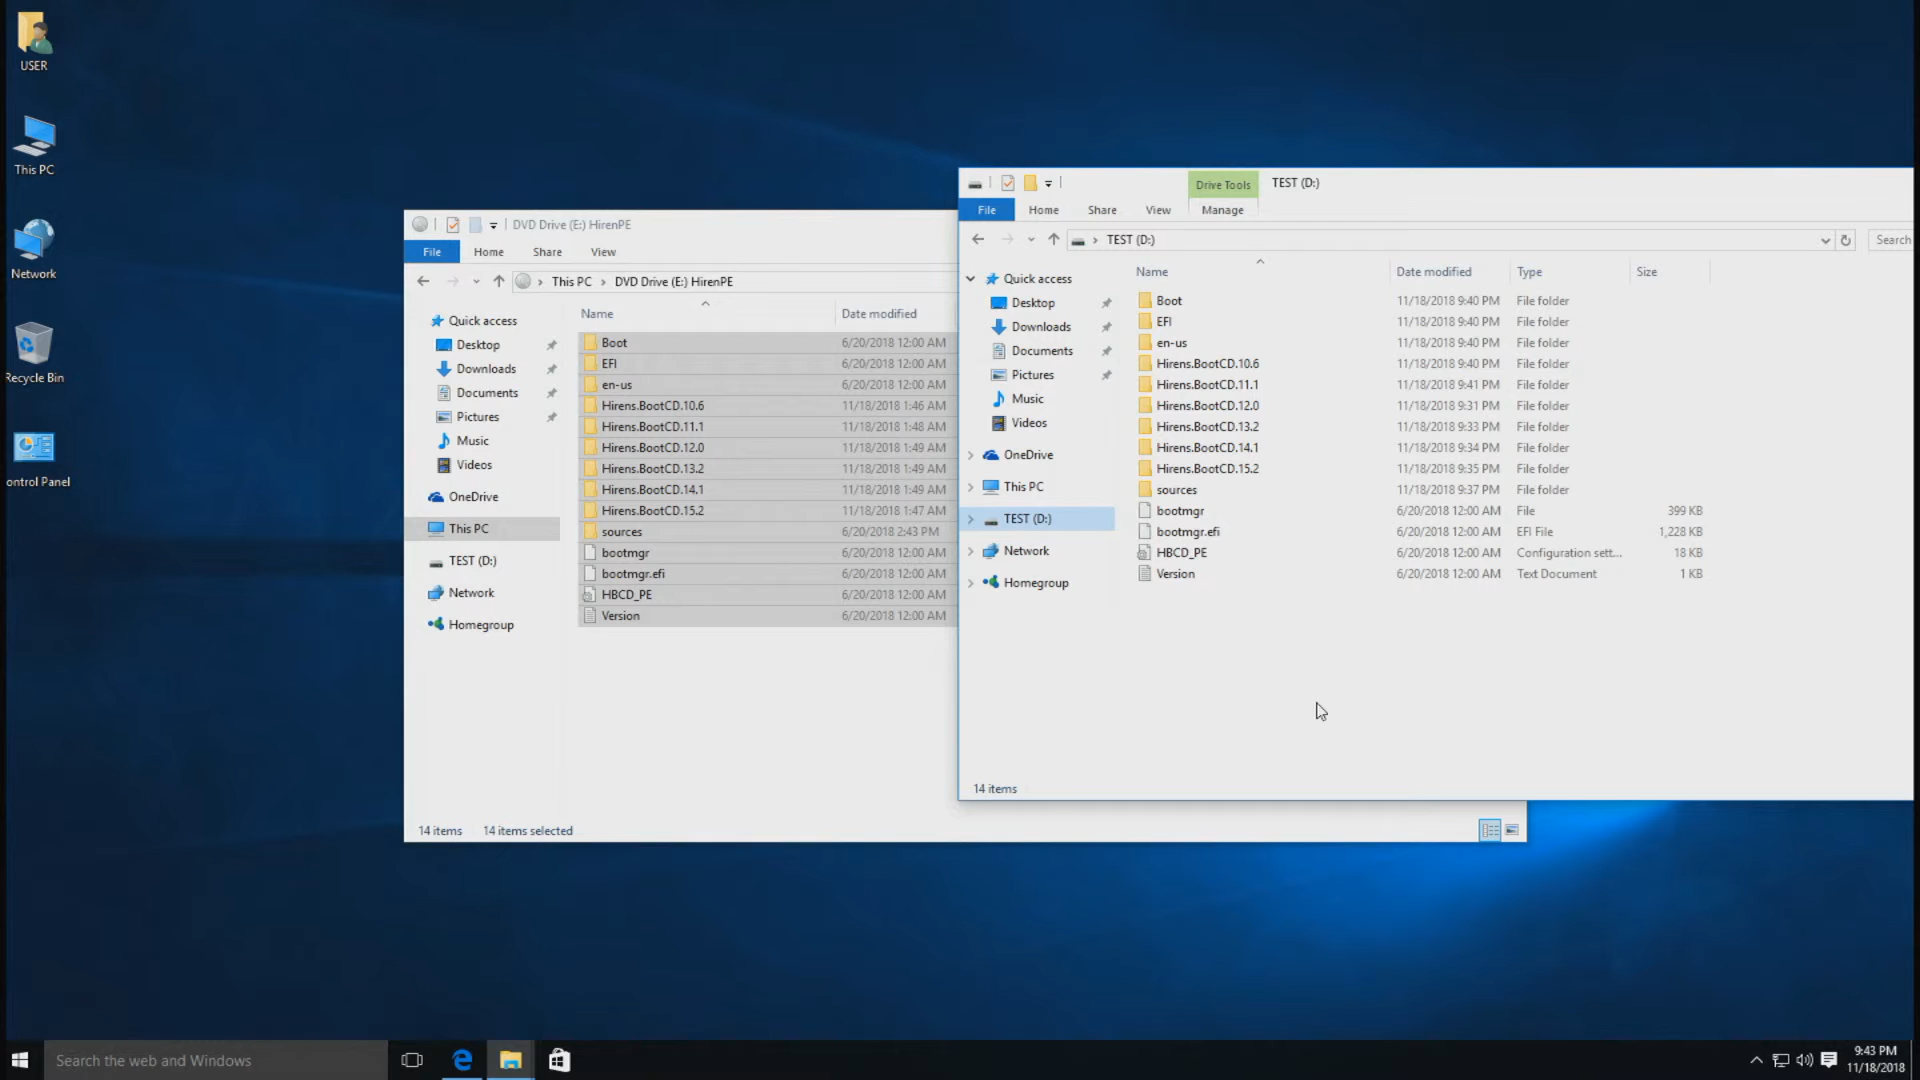 USER
This PC
Network
Recycle Bin
ontrol Panel
DVD Drive (E:) HirenPE
File Home Share View
This PC DVD Drive (E:) HirenPE
Quick access
Desktop
Downloads
Documents
Pictures
Music
Videos
OneDrive
This PC
TEST (D:)
Network
Homegroup
Name Date modified
Boot 6/20/2018 12:00 AM
EFI 6/20/2018 12:00 AM
en-us 6/20/2018 12:00 AM
Hirens.BootCD.10.6 11/18/2018 1:46 AM
Hirens.BootCD.11.1 11/18/2018 1:48 AM
Hirens.BootCD.12.0 11/18/2018 1:49 AM
Hirens.BootCD.13.2 11/18/2018 1:49 AM
Hirens.BootCD.14.1 11/18/2018 1:49 AM
Hirens.BootCD.15.2 11/18/2018 1:47 AM
sources 6/20/2018 2:43 PM
bootmgr 6/20/2018 12:00 AM
bootmgr.efi 6/20/2018 12:00 AM
HBCD_PE 6/20/2018 12:00 AM
Version 6/20/2018 12:00 AM
14 items 14 items selected
Drive Tools TEST (D:)
File Home Share View Manage
TEST (D:) Search
Quick access
Desktop
Downloads
Documents
Pictures
Music
Videos
OneDrive
This PC
TEST (D:)
Network
Homegroup
Name Date modified Type Size
Boot 11/18/2018 9:40 PM File folder
EFI 11/18/2018 9:40 PM File folder
en-us 11/18/2018 9:40 PM File folder
Hirens.BootCD.10.6 11/18/2018 9:40 PM File folder
Hirens.BootCD.11.1 11/18/2018 9:41 PM File folder
Hirens.BootCD.12.0 11/18/2018 9:31 PM File folder
Hirens.BootCD.13.2 11/18/2018 9:33 PM File folder
Hirens.BootCD.14.1 11/18/2018 9:34 PM File folder
Hirens.BootCD.15.2 11/18/2018 9:35 PM File folder
sources 11/18/2018 9:37 PM File folder
bootmgr 6/20/2018 12:00 AM File 399 KB
bootmgr.efi 6/20/2018 12:00 AM EFI File 1,228 KB
HBCD_PE 6/20/2018 12:00 AM Configuration sett... 18 KB
Version 6/20/2018 12:00 AM Text Document 1 KB
14 items
Search the web and Windows
9:43 PM
11/18/2018